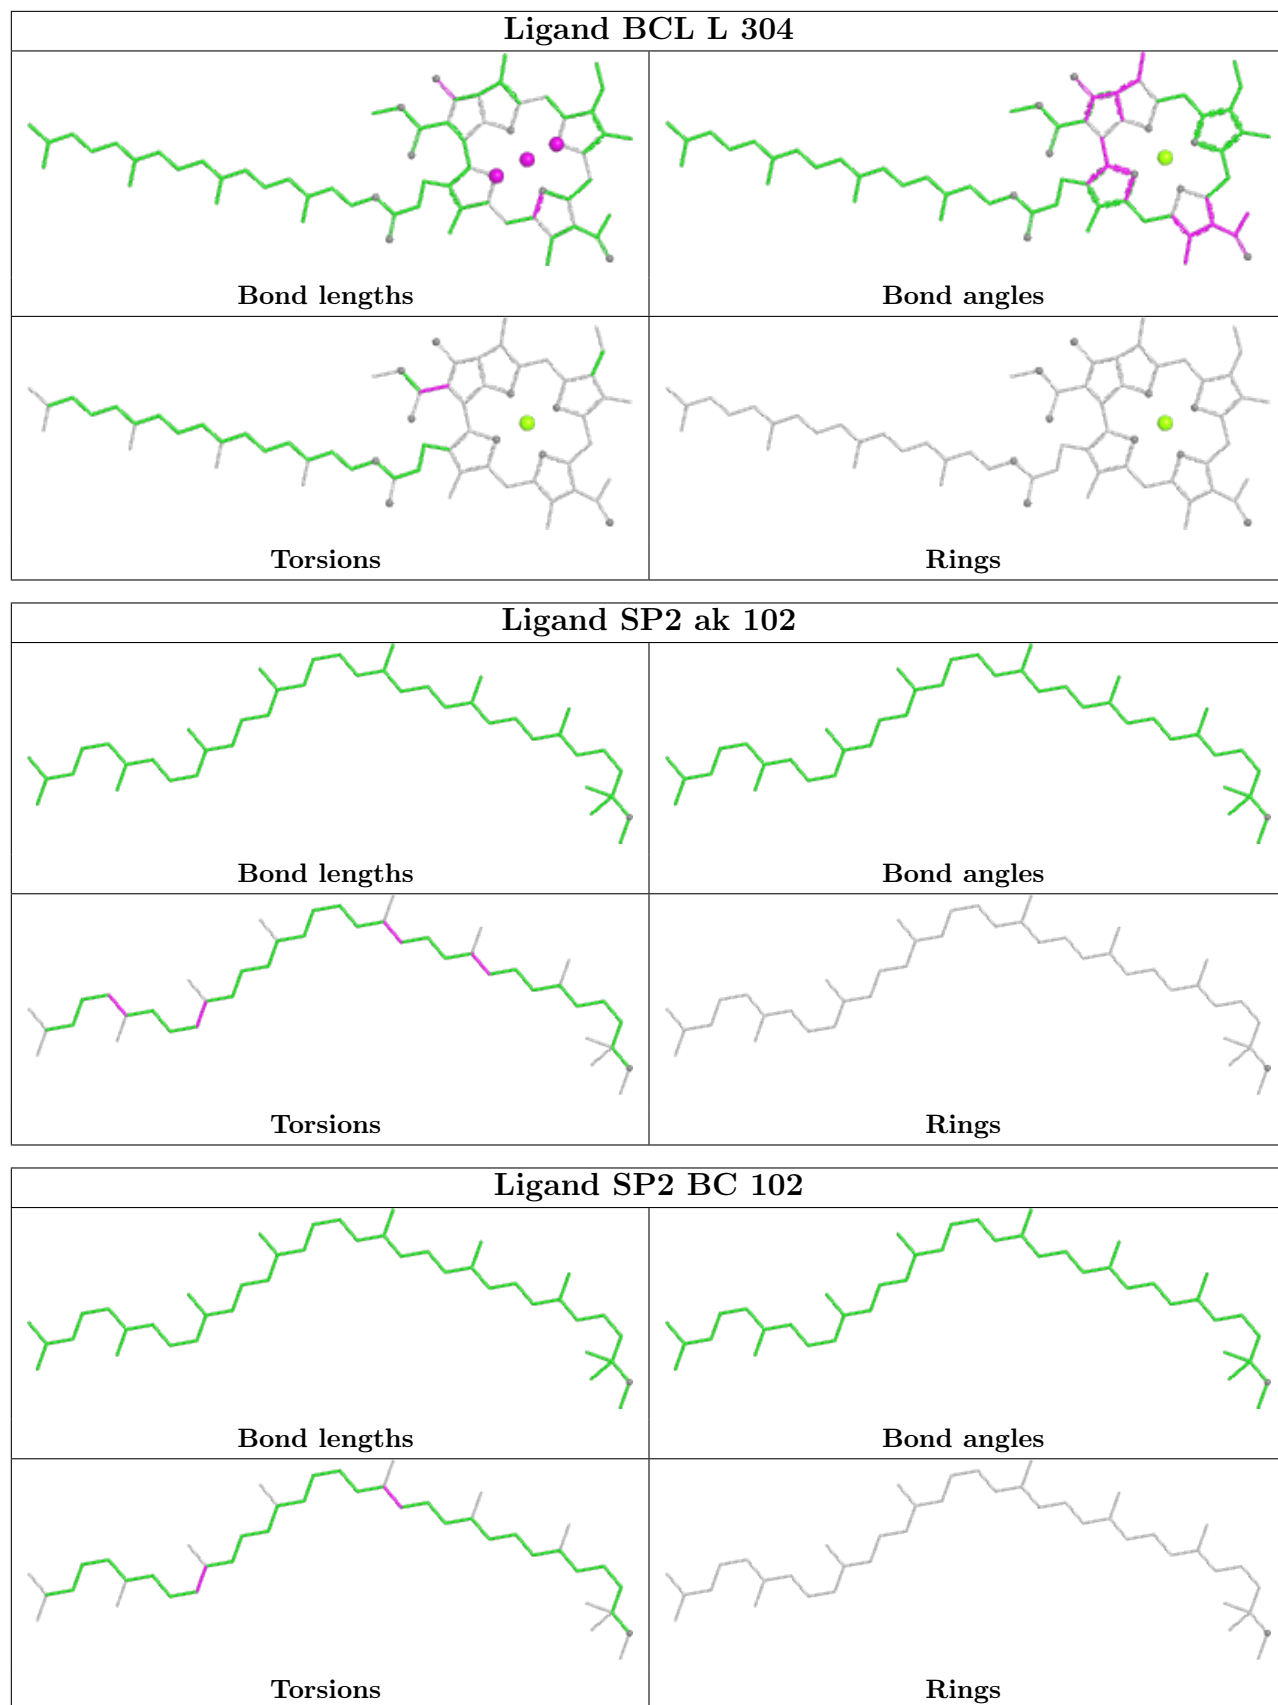 Ligand BCL L 304
Bond lengths
Bond angles
Torsions
Rings
Ligand SP2 ak 102
Bond lengths
Bond angles
Torsions
Rings
Ligand SP2 BC 102
Bond lengths
Bond angles
Torsions
Rings